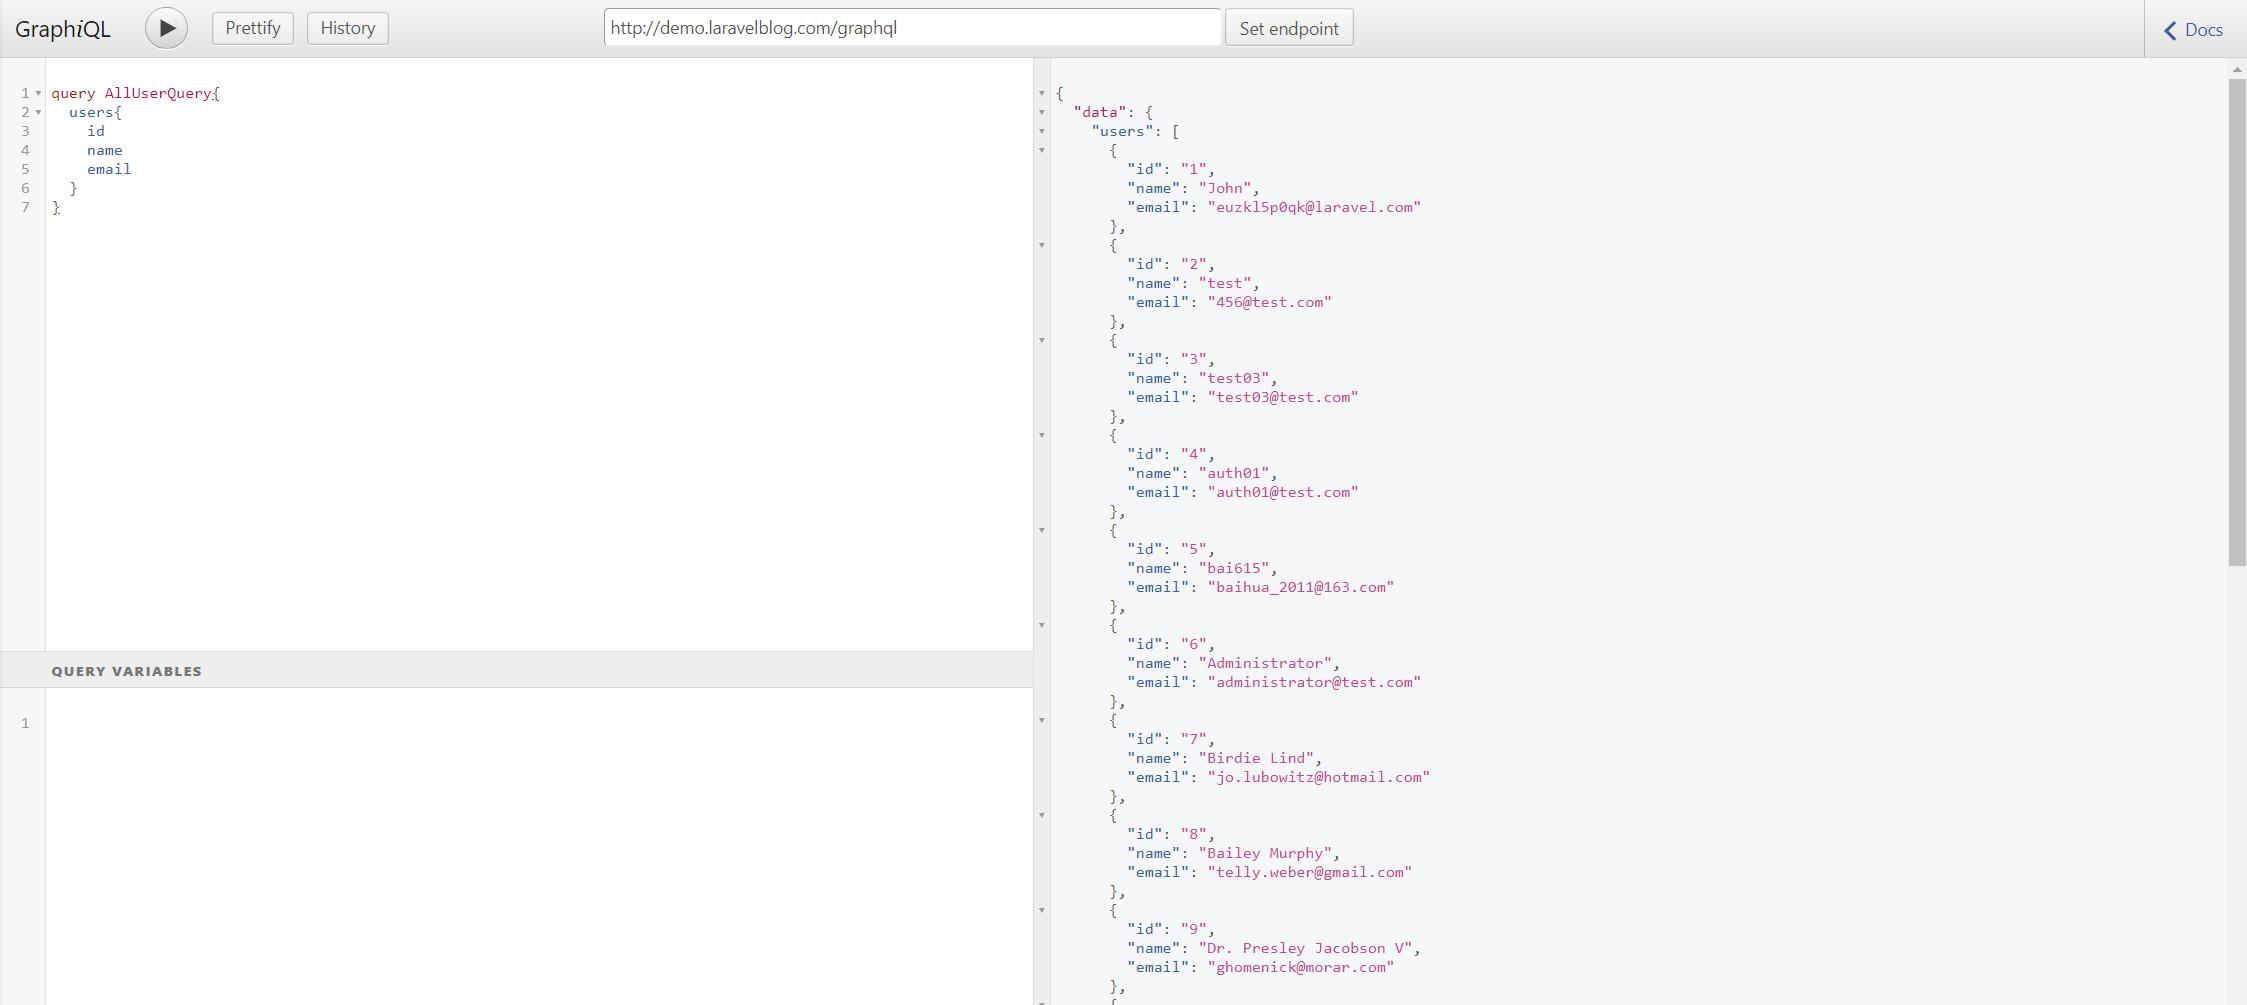 GraphiQL
Prettify
History
http://demo.laravelblog.com/graphql
Set endpoint
Docs
1 query AllUserQuery{
2 users{
3 id
4 name
5 email
6 }
7 }
QUERY VARIABLES
1
{
"data": {
"users": [
{
"id": "1",
"name": "John",
"email": "euzkl5p0qk@laravel.com"
},
{
"id": "2",
"name": "test",
"email": "456@test.com"
},
{
"id": "3",
"name": "test03",
"email": "test03@test.com"
},
{
"id": "4",
"name": "auth01",
"email": "auth01@test.com"
},
{
"id": "5",
"name": "bai615",
"email": "baihua_2011@163.com"
},
{
"id": "6",
"name": "Administrator",
"email": "administrator@test.com"
},
{
"id": "7",
"name": "Birdie Lind",
"email": "jo.lubowitz@hotmail.com"
},
{
"id": "8",
"name": "Bailey Murphy",
"email": "telly.weber@gmail.com"
},
{
"id": "9",
"name": "Dr. Presley Jacobson V",
"email": "ghomenick@morar.com"
},
{